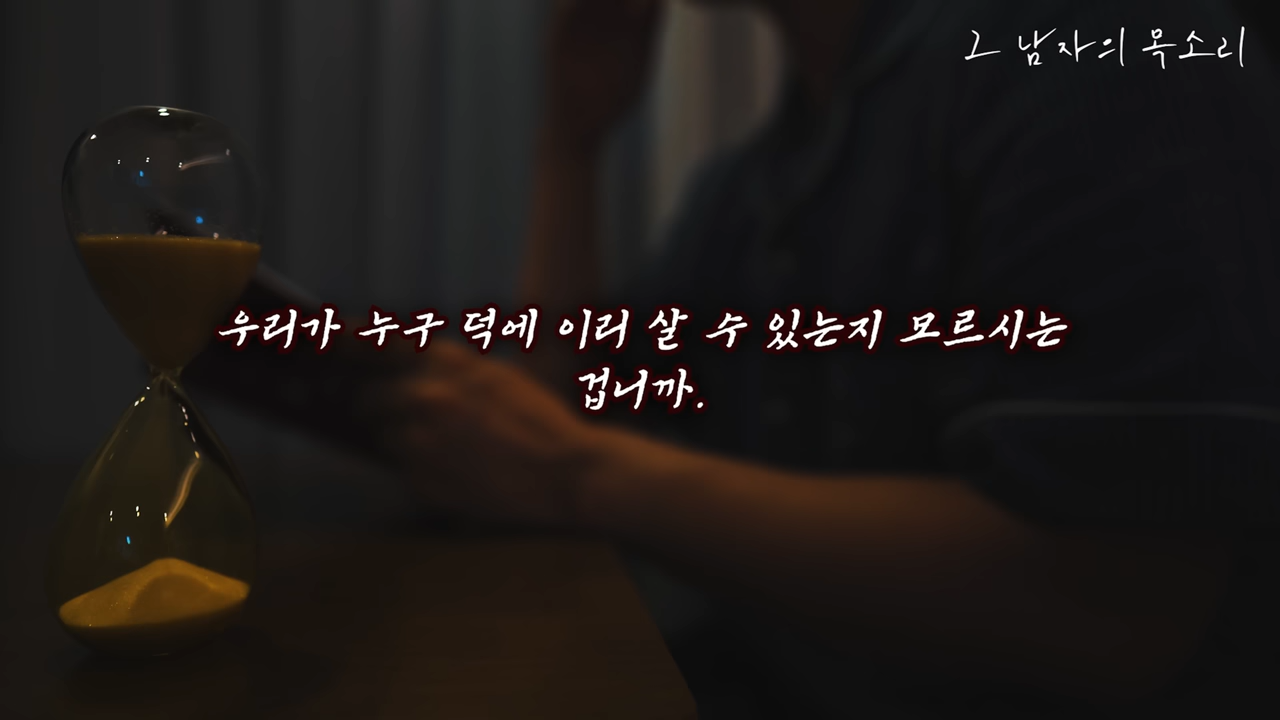 그 남자의 목소리
우리가 누구 덕에 이리 살 수 있는지 모르시는
겁니까.